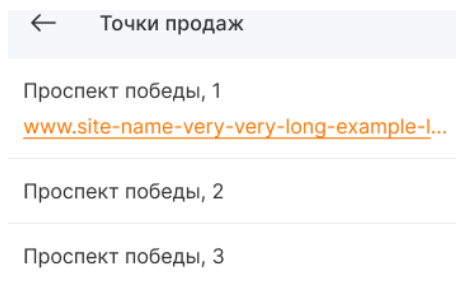 Точки продаж
Проспект победы, 1
www.site-name-very-very-long-example-l...
Проспект победы, 2
Проспект победы, 3